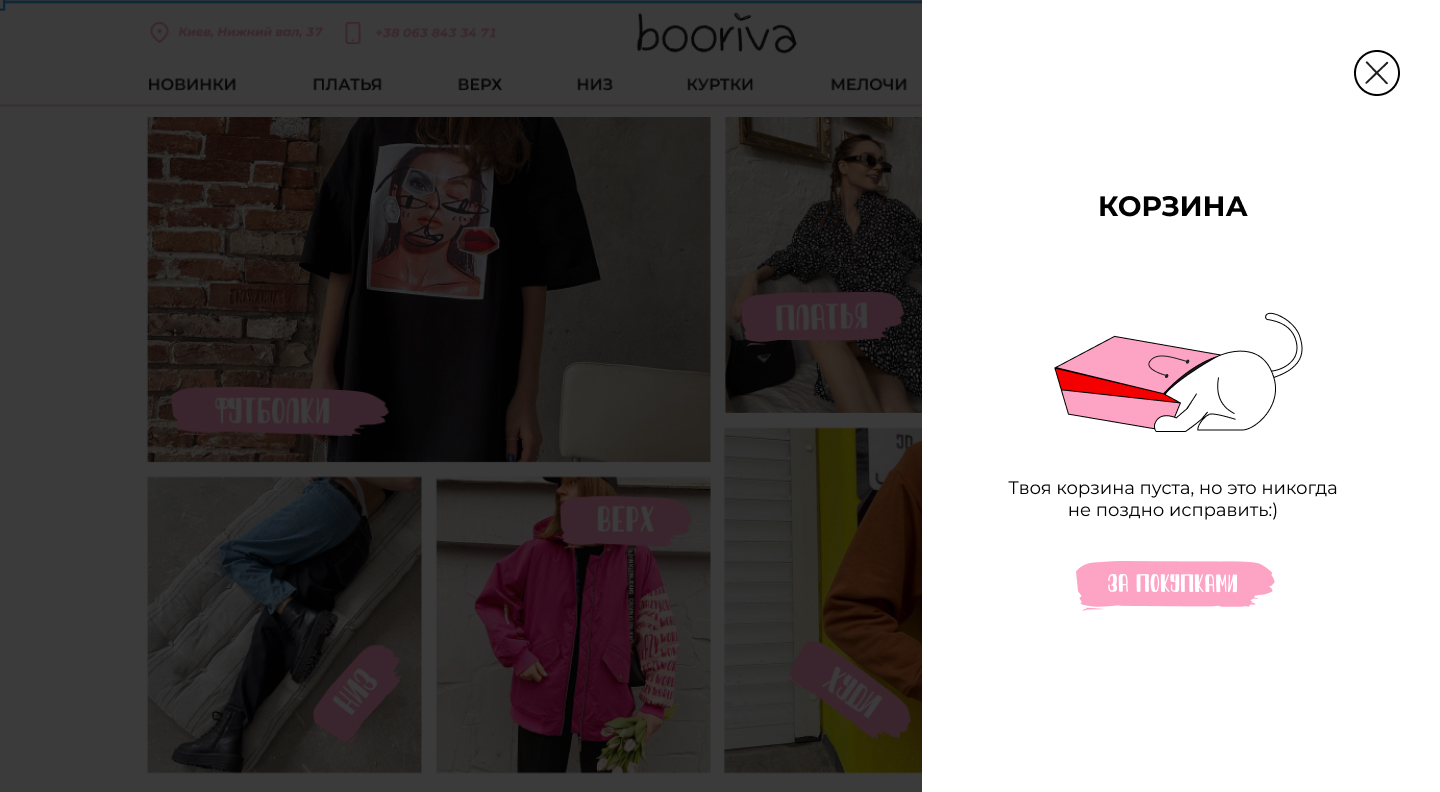 Киев, Нижний вол, 37
+38 063 843 34 71
booriva
НОВИНКИ
ПЛАТЬЯ
ВЕРХ
НИЗ
КУРТКИ
МЕЛОЧИ
ФУТБОЛКИ
ПЛАТЬЯ
НИЗ
ВЕРХ
ХУДИ
КОРЗИНА
Твоя корзина пуста, но это никогда
не поздно исправить:)
ЗА ПОКУПКАМИ